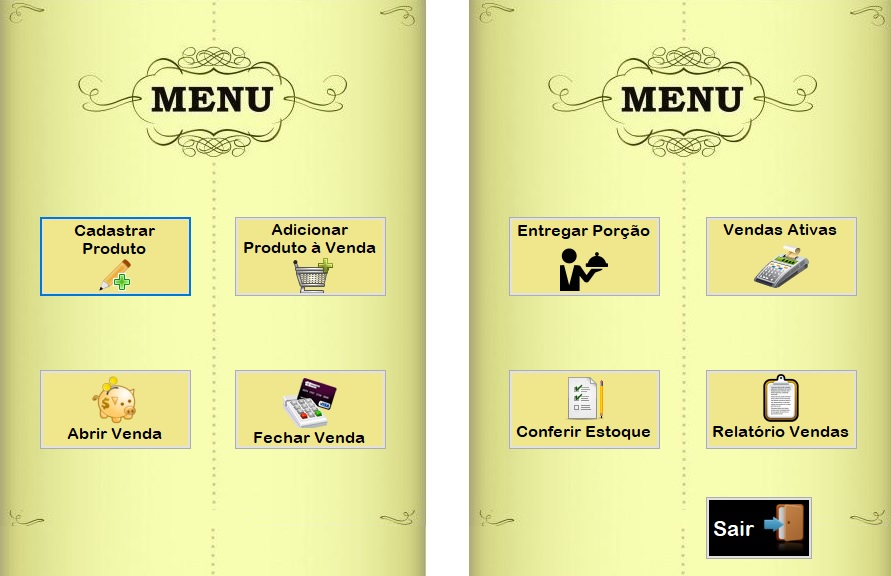 MENU
Cadastrar
Produto
Adicionar
Produto à Venda
Abrir Venda
Fechar Venda
MENU
Entregar Porção
Vendas Ativas
Conferir Estoque
Relatório Vendas
Sair